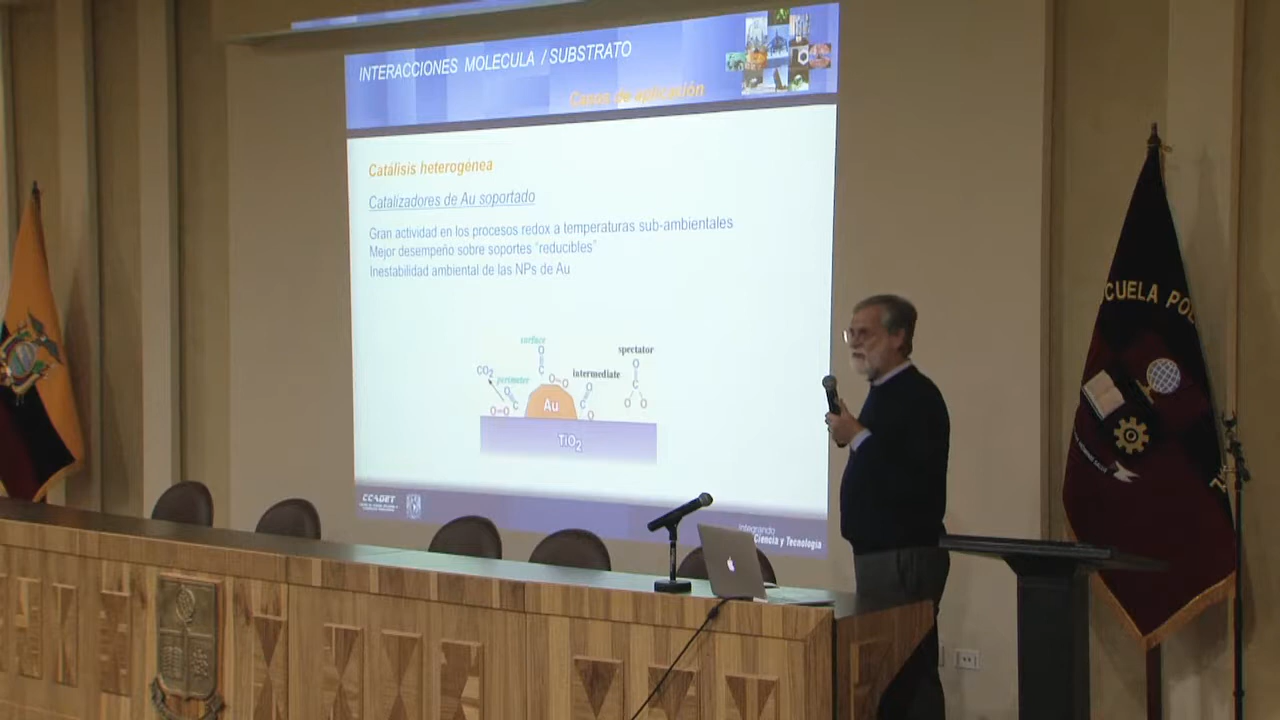 INTERACCIONES MOLECULA / SUBSTRATO
Casos de aplicación
Catálisis heterogénea
Catalizadores de Au soportado
Gran actividad en los procesos redox a temperaturas sub-ambientales
Mejor desempeño sobre soportes "reducibles"
Inestabilidad ambiental de las NPs de Au
surface
spectator
CO2
perimeter
intermediate
Au
TiO2
CCADET
Integrando
Ciencia y Tecnología
CUELA POL